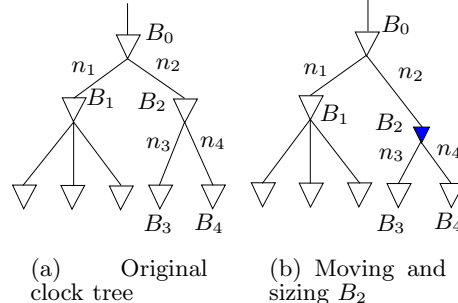 B₀
n₁ n₂
B₁ B₂
n₃ n₄
B₃ B₄
(a) Original
clock tree
B₀
n₁ n₂
B₁ B₂
n₃ n₄
B₃ B₄
(b) Moving and
sizing B₂